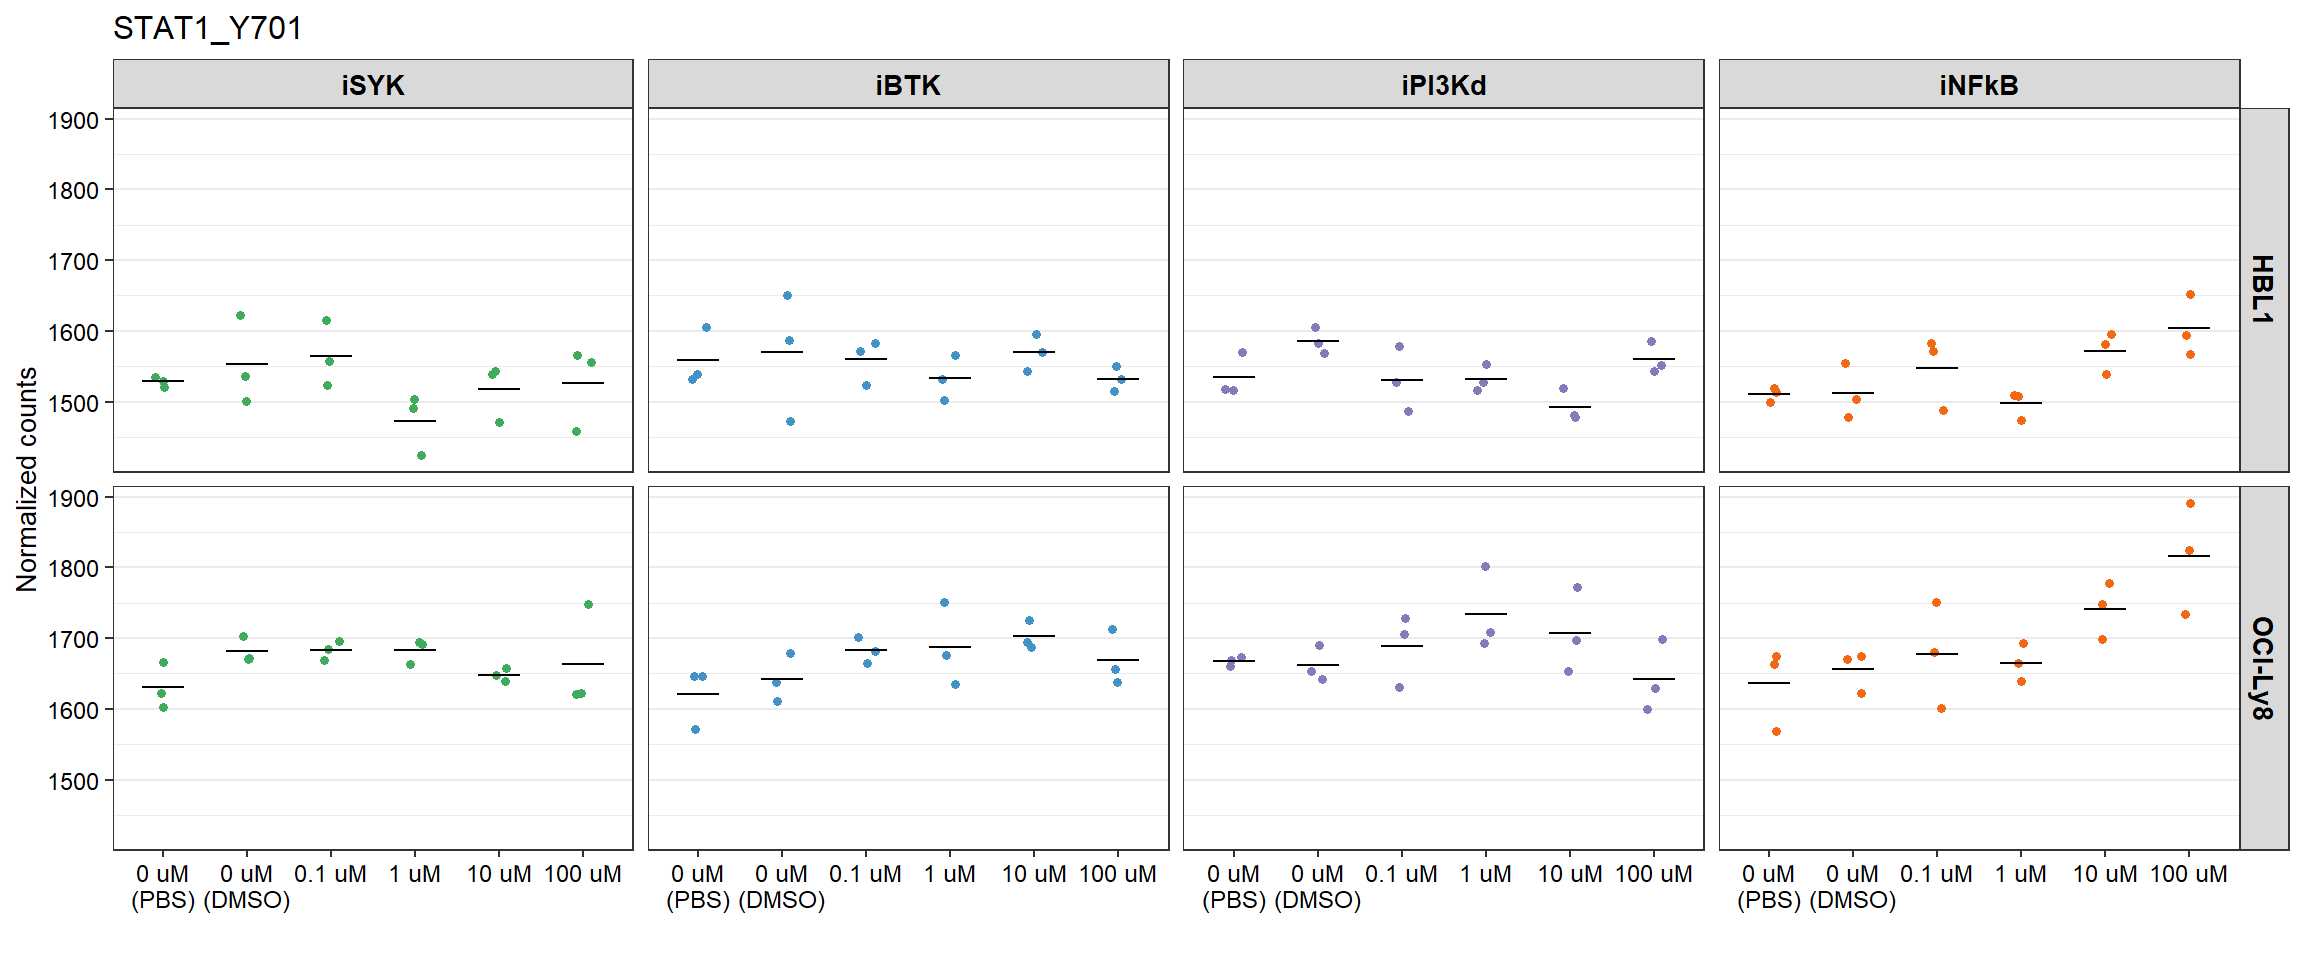 STAT1_Y701
iSYK iBTK iPI3Kd iNFkB
1900
1800
1700
1600
1500
HBL1
Normalized counts
1900
1800
1700
1600
1500
OCI-Ly8
0 uM 0 uM 0.1 uM 1 uM 10 uM 100 uM 0 uM 0 uM 0.1 uM 1 uM 10 uM 100 uM 0 uM 0 uM 0.1 uM 1 uM 10 uM 100 uM 0 uM 0 uM 0.1 uM 1 uM 10 uM 100 uM
(PBS) (DMSO) (PBS) (DMSO) (PBS) (DMSO) (PBS) (DMSO)